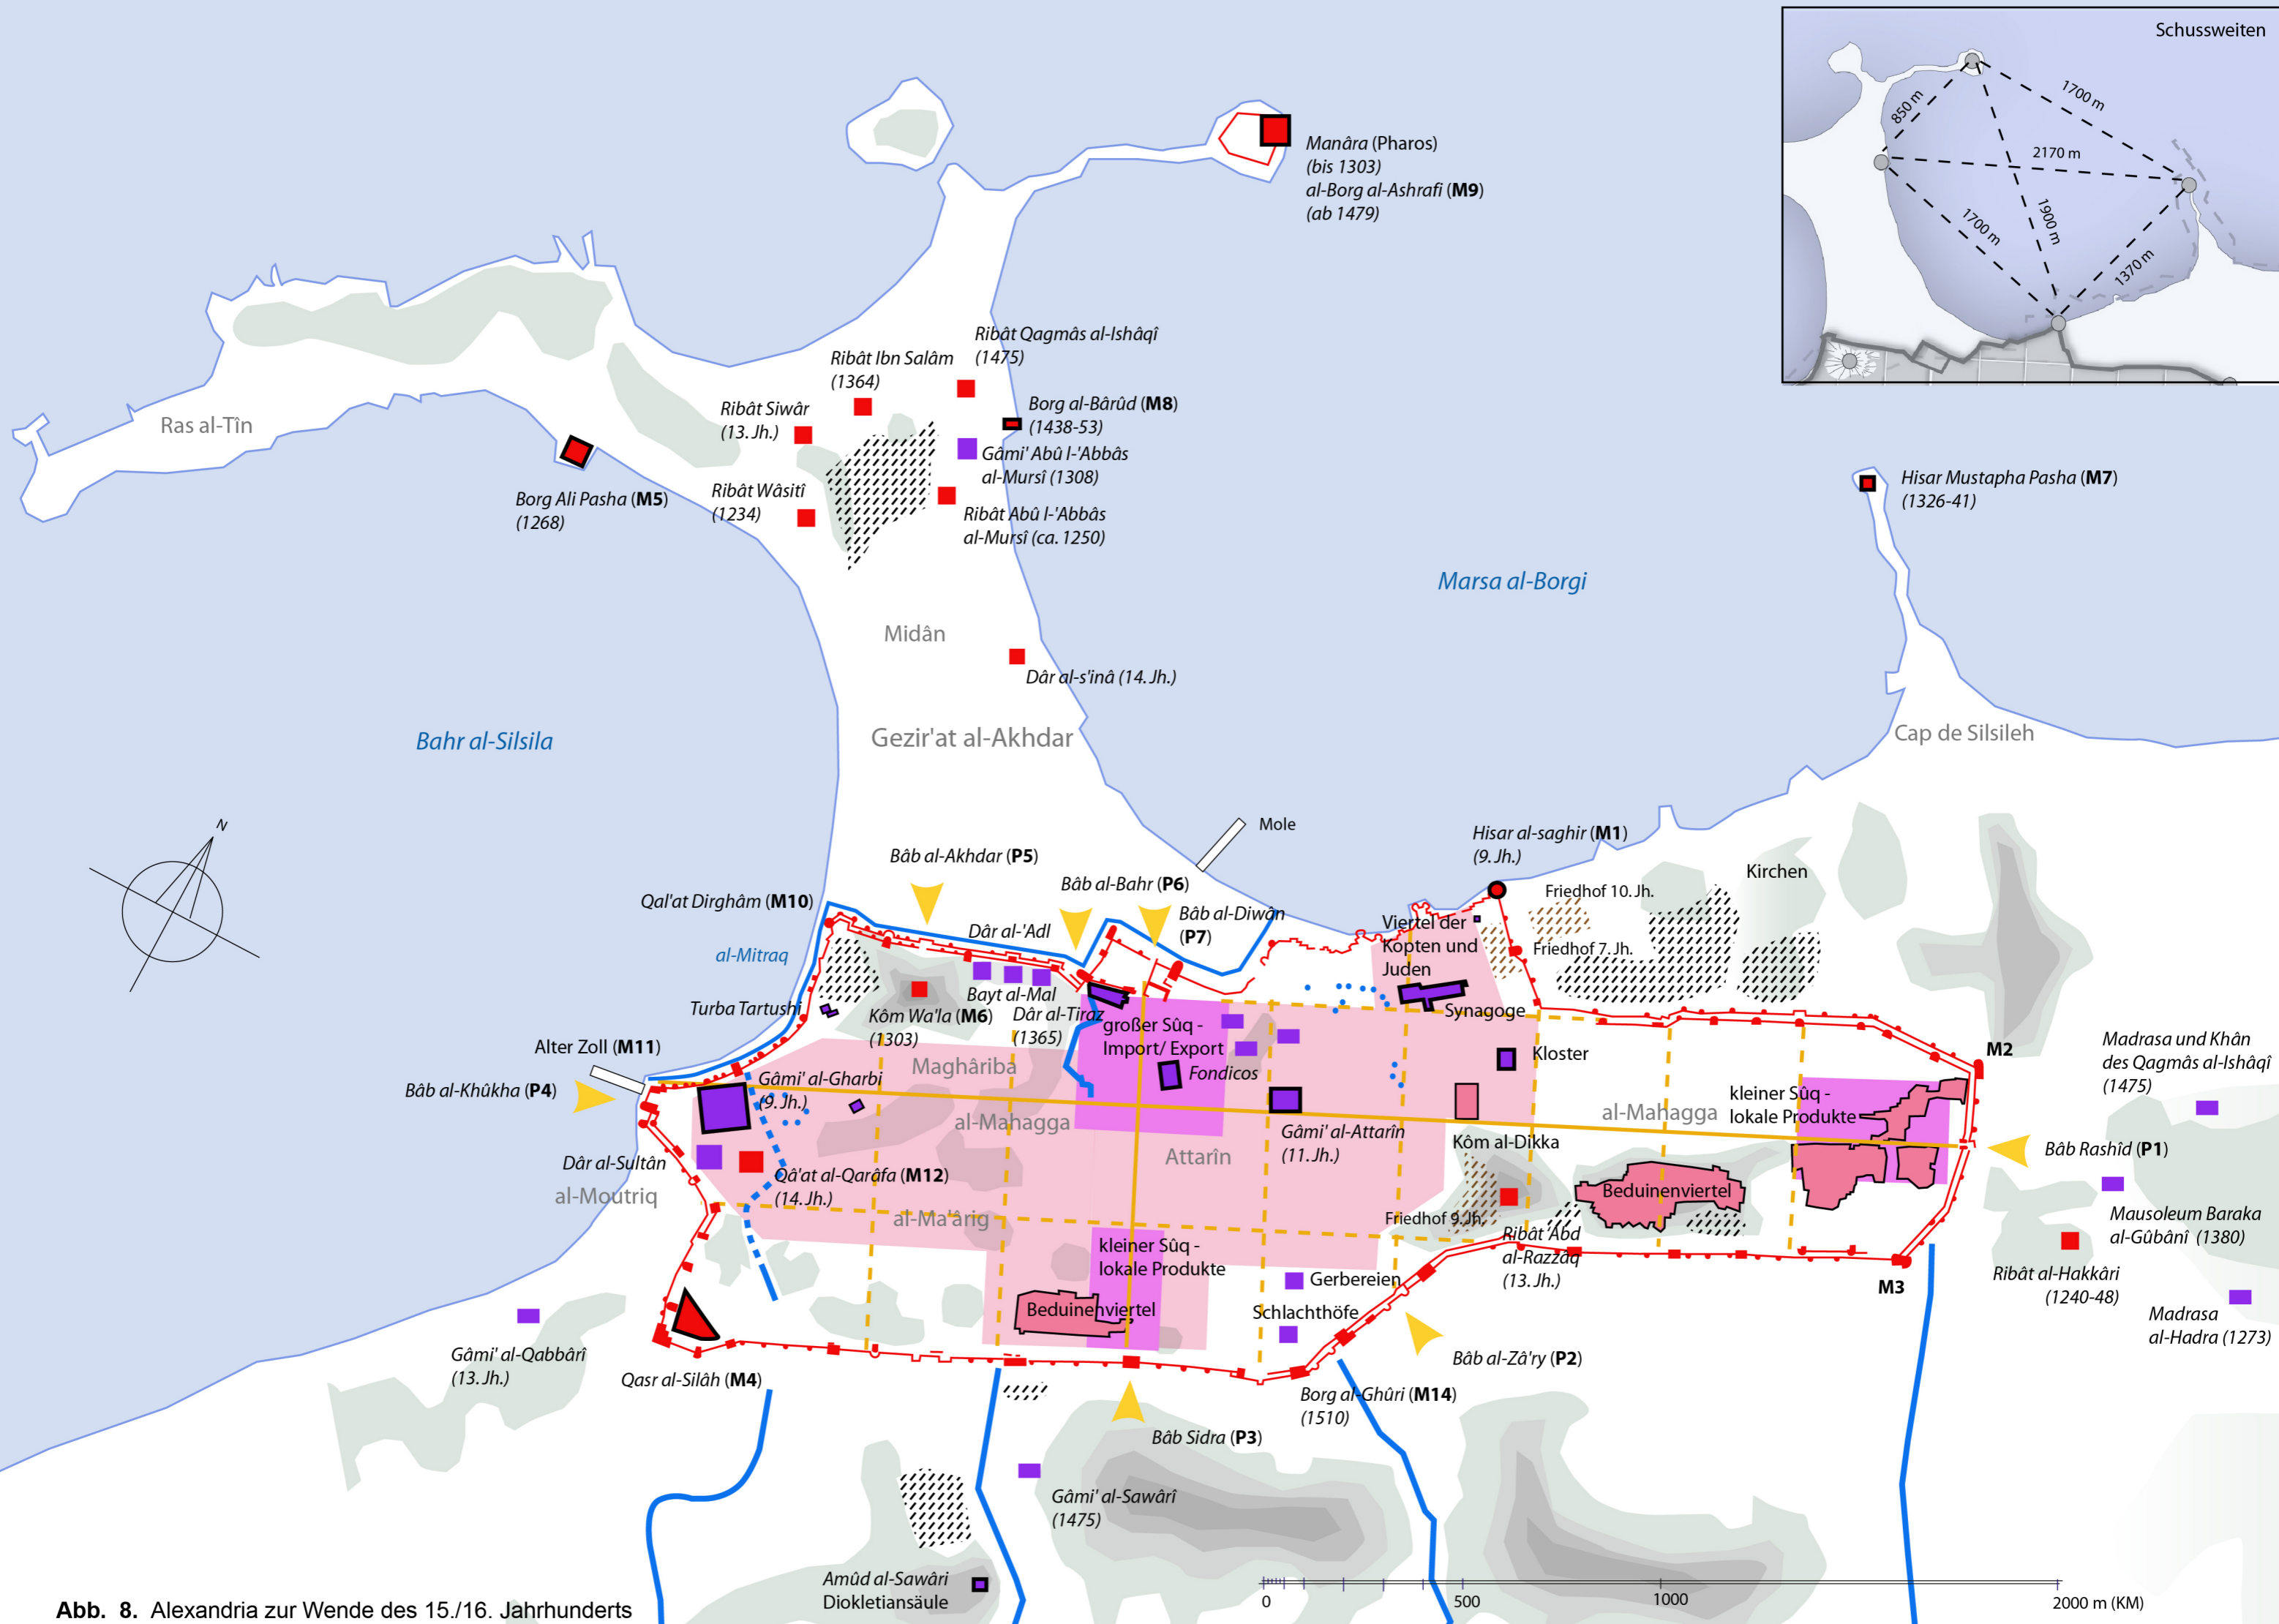 Schussweiten
1700 m
850 m
2170 m
1700 m
1900 m
1370 m
Manâra (Pharos)
(bis 1303)
al-Borg al-Ashrafî (M9)
(ab 1479)
Ribât Qagmâs al-Ishâqî
(1475)
Ribât Ibn Salâm
(1364)
Ribât Siwâr
(13. Jh.)
Borg al-Bârûd (M8)
(1438-53)
Ras al-Tîn
Gâmi' Abû l-'Abbâs
al-Mursî (1308)
Borg Ali Pasha (M5)
(1268)
Ribât Wâsitî
(1234)
Ribât Abû l-'Abbâs
al-Mursî (ca. 1250)
Hisar Mustapha Pasha (M7)
(1326-41)
Marsa al-Borgi
Midân
Dâr al-s'inâ (14. Jh.)
Bahr al-Silsila
Gezir'at al-Akhdar
Cap de Silsileh
N
Mole
Hisar al-saghir (M1)
(9. Jh.)
Bâb al-Akhdar (P5)
Bâb al-Bahr (P6)
Kirchen
Friedhof 10. Jh.
Qal'at Dirghâm (M10)
Bâb al-Diwân
(P7)
Dâr al-'Adl
Viertel der
Kopten und
Juden
Friedhof 7. Jh.
al-Mitraq
Bayt al-Mal
Turba Tartushi
Kôm Wa'la (M6)
(1303)
Dâr al-Tiraz
(1365)
großer Sûq -
Import/ Export
Synagoge
Alter Zoll (M11)
Maghâriba
Fondicos
Kloster
M2
Madrasa und Khân
des Qagmâs al-Ishâqî
(1475)
Bâb al-Khûkha (P4)
Gâmi' al-Gharbi
(9. Jh.)
al-Mahagga
kleiner Sûq -
lokale Produkte
al-Mahagga
Gâmi' al-Attarîn
(11. Jh.)
Kôm al-Dikka
Bâb Rashîd (P1)
Attarîn
Dâr al-Sultân
Qâ'at al-Qarâfa (M12)
(14. Jh.)
al-Moutriq
Beduinenviertel
al-Ma'ârig
Friedhof 9. Jh.
Mausoleum Baraka
al-Gûbânî (1380)
Ribât 'Abd
al-Razzâq
(13. Jh.)
kleiner Sûq -
lokale Produkte
Gerbereien
Ribât al-Hakkâri
(1240-48)
M3
Beduinenviertel
Schlachthöfe
Madrasa
al-Hadra (1273)
Gâmi' al-Qabbârî
(13. Jh.)
Qasr al-Silâh (M4)
Bâb al-Zâ'ry (P2)
Borg al-Ghûri (M14)
(1510)
Bâb Sidra (P3)
Gâmi' al-Sawârî
(1475)
Amûd al-Sawâri
Diokletiansäule
0 500 1000 2000 m (KM)
Abb. 8. Alexandria zur Wende des 15./16. Jahrhunderts